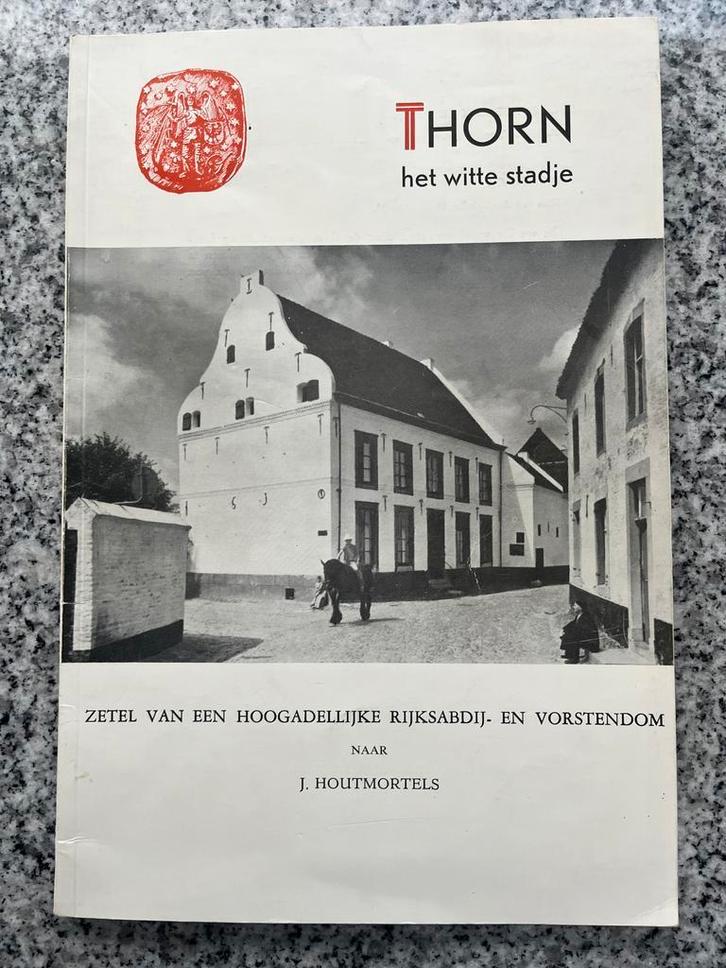 THORN
het witte stadje
ZETEL VAN EEN HOOGADELLIJKE RIJKSABDIJ- EN VORSTENDOM
NAAR
J. HOUTMORTELS